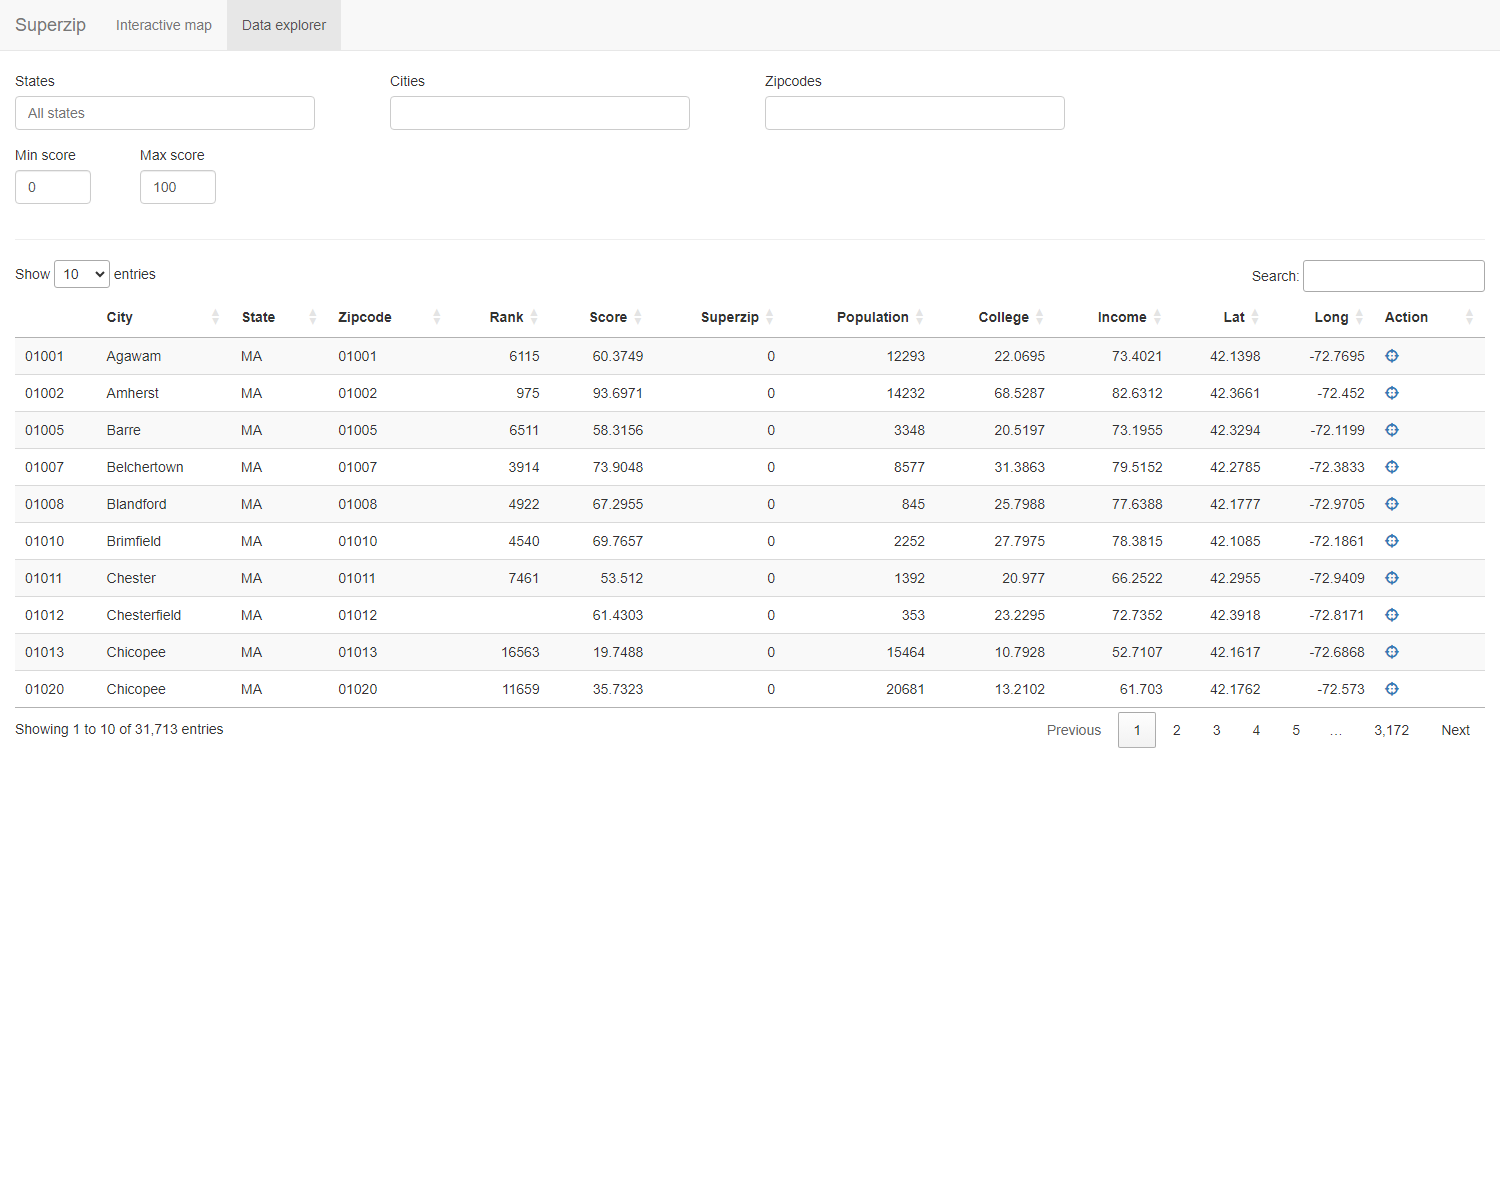 Superzip Interactive map Data explorer
States Cities Zipcodes
All states
Min score Max score
0 100
Show 10 entries Search:
City State Zipcode Rank Score Superzip Population College Income Lat Long Action
01001 Agawam MA 01001 6115 60.3749 0 12293 22.0695 73.4021 42.1398 -72.7695
01002 Amherst MA 01002 975 93.6971 0 14232 68.5287 82.6312 42.3661 -72.452
01005 Barre MA 01005 6511 58.3156 0 3348 20.5197 73.1955 42.3294 -72.1199
01007 Belchertown MA 01007 3914 73.9048 0 8577 31.3863 79.5152 42.2785 -72.3833
01008 Blandford MA 01008 4922 67.2955 0 845 25.7988 77.6388 42.1777 -72.9705
01010 Brimfield MA 01010 4540 69.7657 0 2252 27.7975 78.3815 42.1085 -72.1861
01011 Chester MA 01011 7461 53.512 0 1392 20.977 66.2522 42.2955 -72.9409
01012 Chesterfield MA 01012 61.4303 0 353 23.2295 72.7352 42.3918 -72.8171
01013 Chicopee MA 01013 16563 19.7488 0 15464 10.7928 52.7107 42.1617 -72.6868
01020 Chicopee MA 01020 11659 35.7323 0 20681 13.2102 61.703 42.1762 -72.573
Showing 1 to 10 of 31,713 entries Previous 1 2 3 4 5 … 3,172 Next